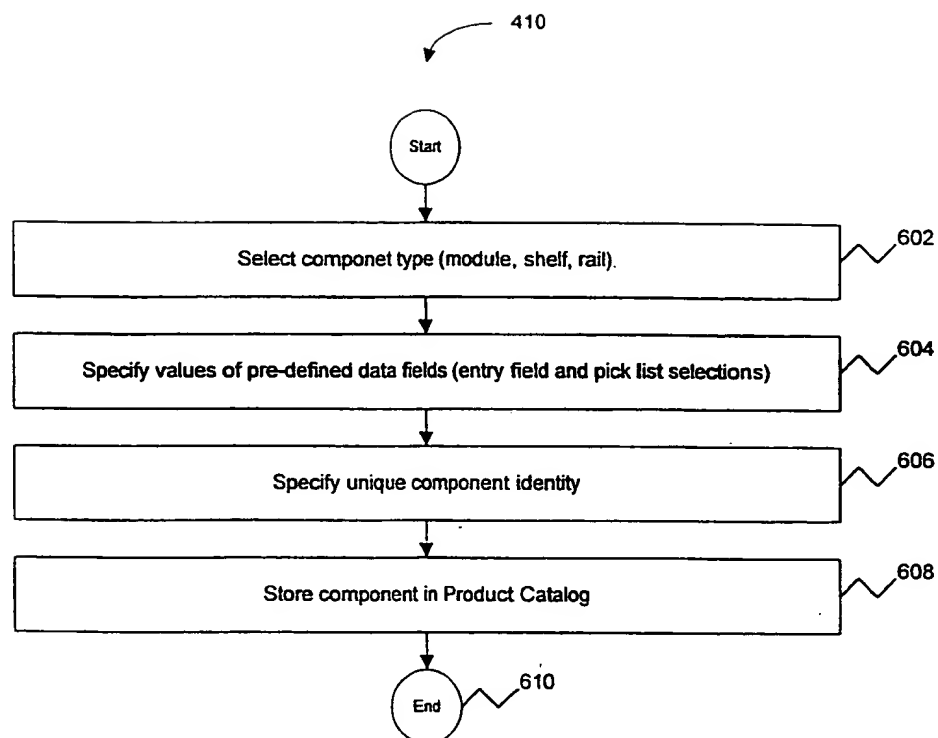 410
Start
Select componet type (module, shelf, rail).
602
Specify values of pre-defined data fields (entry field and pick list selections)
604
Specify unique component identity
606
Store component in Product Catalog
608
End
610